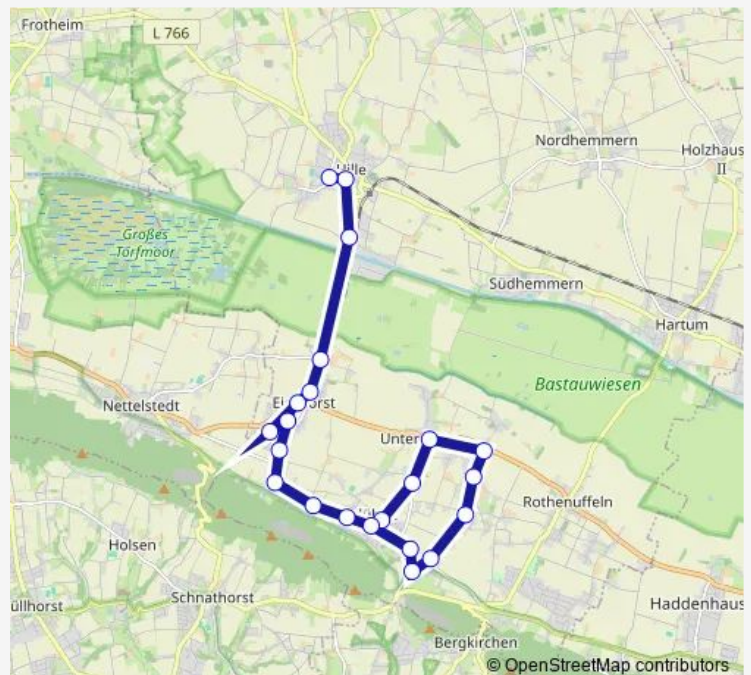 Frotheim
L 766
Nordhemmern
Holzhaus
II
Hille
Großes
Torfmoor
Südhemmern
Hartum
Bastauwiesen
Nettelstedt
Unter
Rothenuffeln
Holsen
Schnathorst
üllhorst
Haddenhaus
Bergkirchen
© OpenStreetMap contributors